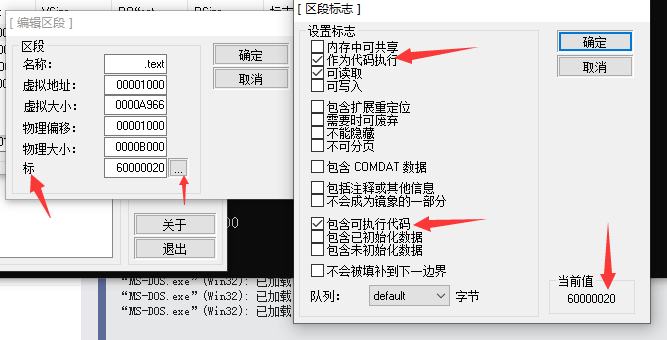 VSize
ROffset
RSize
标志
[ 编辑区段 ]
区段
名称: .text
虚拟地址: 00001000
虚拟大小: 0000A966
物理偏移: 00001000
物理大小: 0000B000
标 60000020 ...
确定
取消
关于
退出
00
"MS-DOS.exe" (Win32): 已加载
"MS-DOS.exe" (Win32): 已加载
"MS-DOS.exe" (Win32): 已加载
[ 区段标志 ]
设置标志
内存中可共享
作为代码执行
可读取
可写入
包含扩展重定位
需要时可废弃
不能隐藏
不可分页
包含 COMDAT 数据
包括注释或其他信息
不会成为镜象的一部分
包含可执行代码
包含已初始化数据
包含未初始化数据
不会被填补到下一边界
队列: default 字节
确定
取消
当前值
60000020